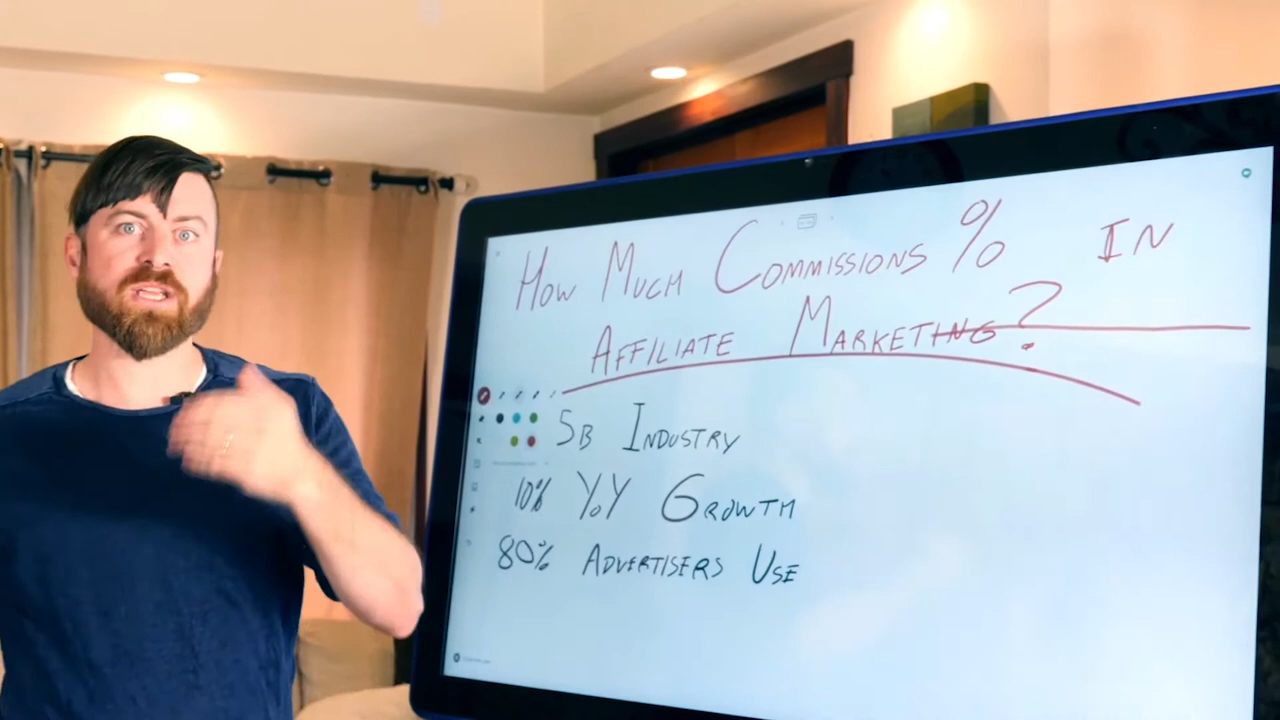 How Much Commissions % In
Affiliate Marketing?
5B Industry
10% YoY Growth
80% Advertisers Use